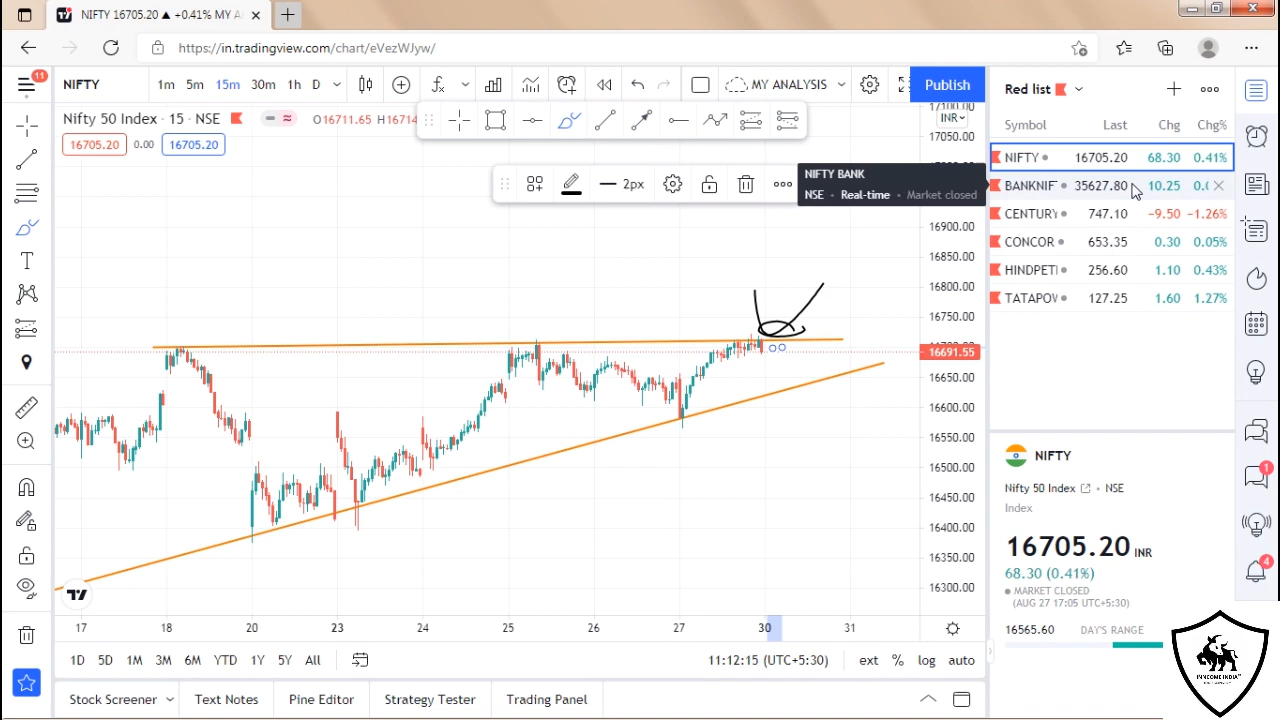 NIFTY 16705.20 ▲ +0.41% MY A
https://in.tradingview.com/chart/eVezWJyw/
11
NIFTY 1m 5m 15m 30m 1h D MY ANALYSIS Publish
Red list
Nifty 50 Index · 15 · NSE O16711.65 H16714
INR
17100.00
17050.00
16705.20 0.00 16705.20
2px
NIFTY BANK
NSE • Real-time • Market closed
Symbol Last Chg Chg%
NIFTY 16705.20 68.30 0.41%
BANKNIF 35627.80 10.25 0.0
CENTURY 747.10 −9.50 −1.26%
CONCOR 653.35 0.30 0.05%
HINDPET 256.60 1.10 0.43%
TATAPOV 127.25 1.60 1.27%
16900.00
16850.00
16800.00
16750.00
16691.55
16650.00
16600.00
16550.00
16500.00
16450.00
16400.00
16350.00
16300.00
17 18 20 23 24 25 26 27 30 31
NIFTY
Nifty 50 Index • NSE
Index
16705.20 INR
68.30 (0.41%)
MARKET CLOSED
(AUG 27 17:05 UTC+5:30)
16565.60 DAY'S RANGE
1
4
1D 5D 1M 3M 6M YTD 1Y 5Y All 11:12:15 (UTC+5:30) ext % log auto
Stock Screener Text Notes Pine Editor Strategy Tester Trading Panel
INNCOME INDIA